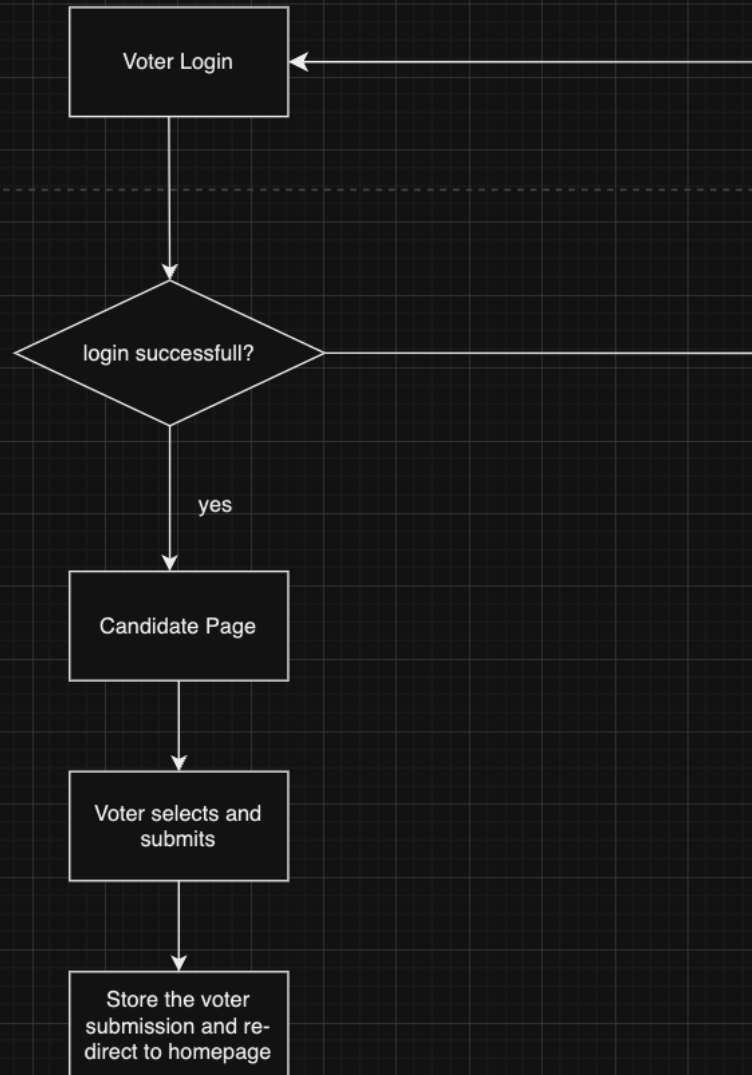 Voter Login
login successfull?
yes
Candidate Page
Voter selects and
submits
Store the voter
submission and re-
direct to homepage